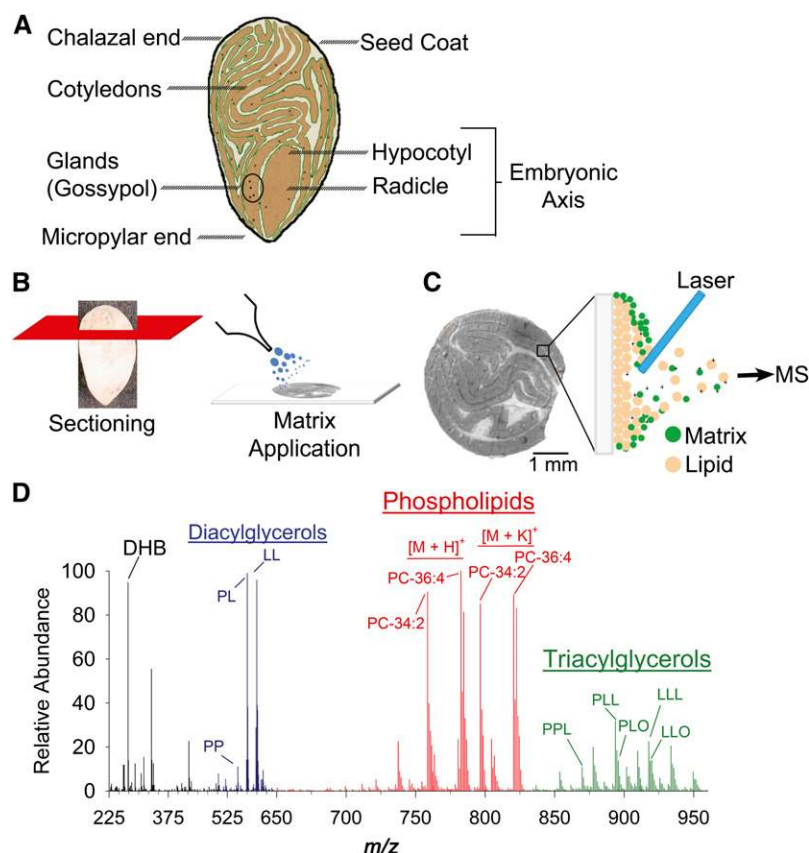 A
Chalazal end
Seed Coat
Cotyledons
Glands
(Gossypol)
Hypocotyl
Radicle
Embryonic
Axis
Micropylar end
B
Sectioning
Matrix
Application
C
Laser
MS
Matrix
Lipid
1 mm
D
Relative Abundance
100
80
60
40
20
0
DHB
Diacylglycerols
PL
LL
PP
Phospholipids
[M + H]⁺
[M + K]⁺
PC-36:4
PC-34:2
PC-34:2
PC-36:4
Triacylglycerols
PPL
PLL
PLO
LLL
LLO
225 375 525 650 700 750 800 850 900 950
m/z